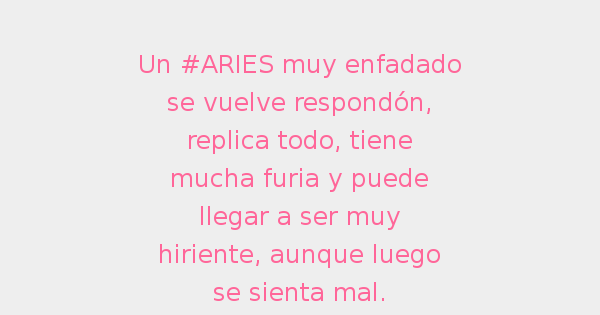 Un #ARIES muy enfadado
se vuelve respondón,
replica todo, tiene
mucha furia y puede
llegar a ser muy
hiriente, aunque luego
se sienta mal.